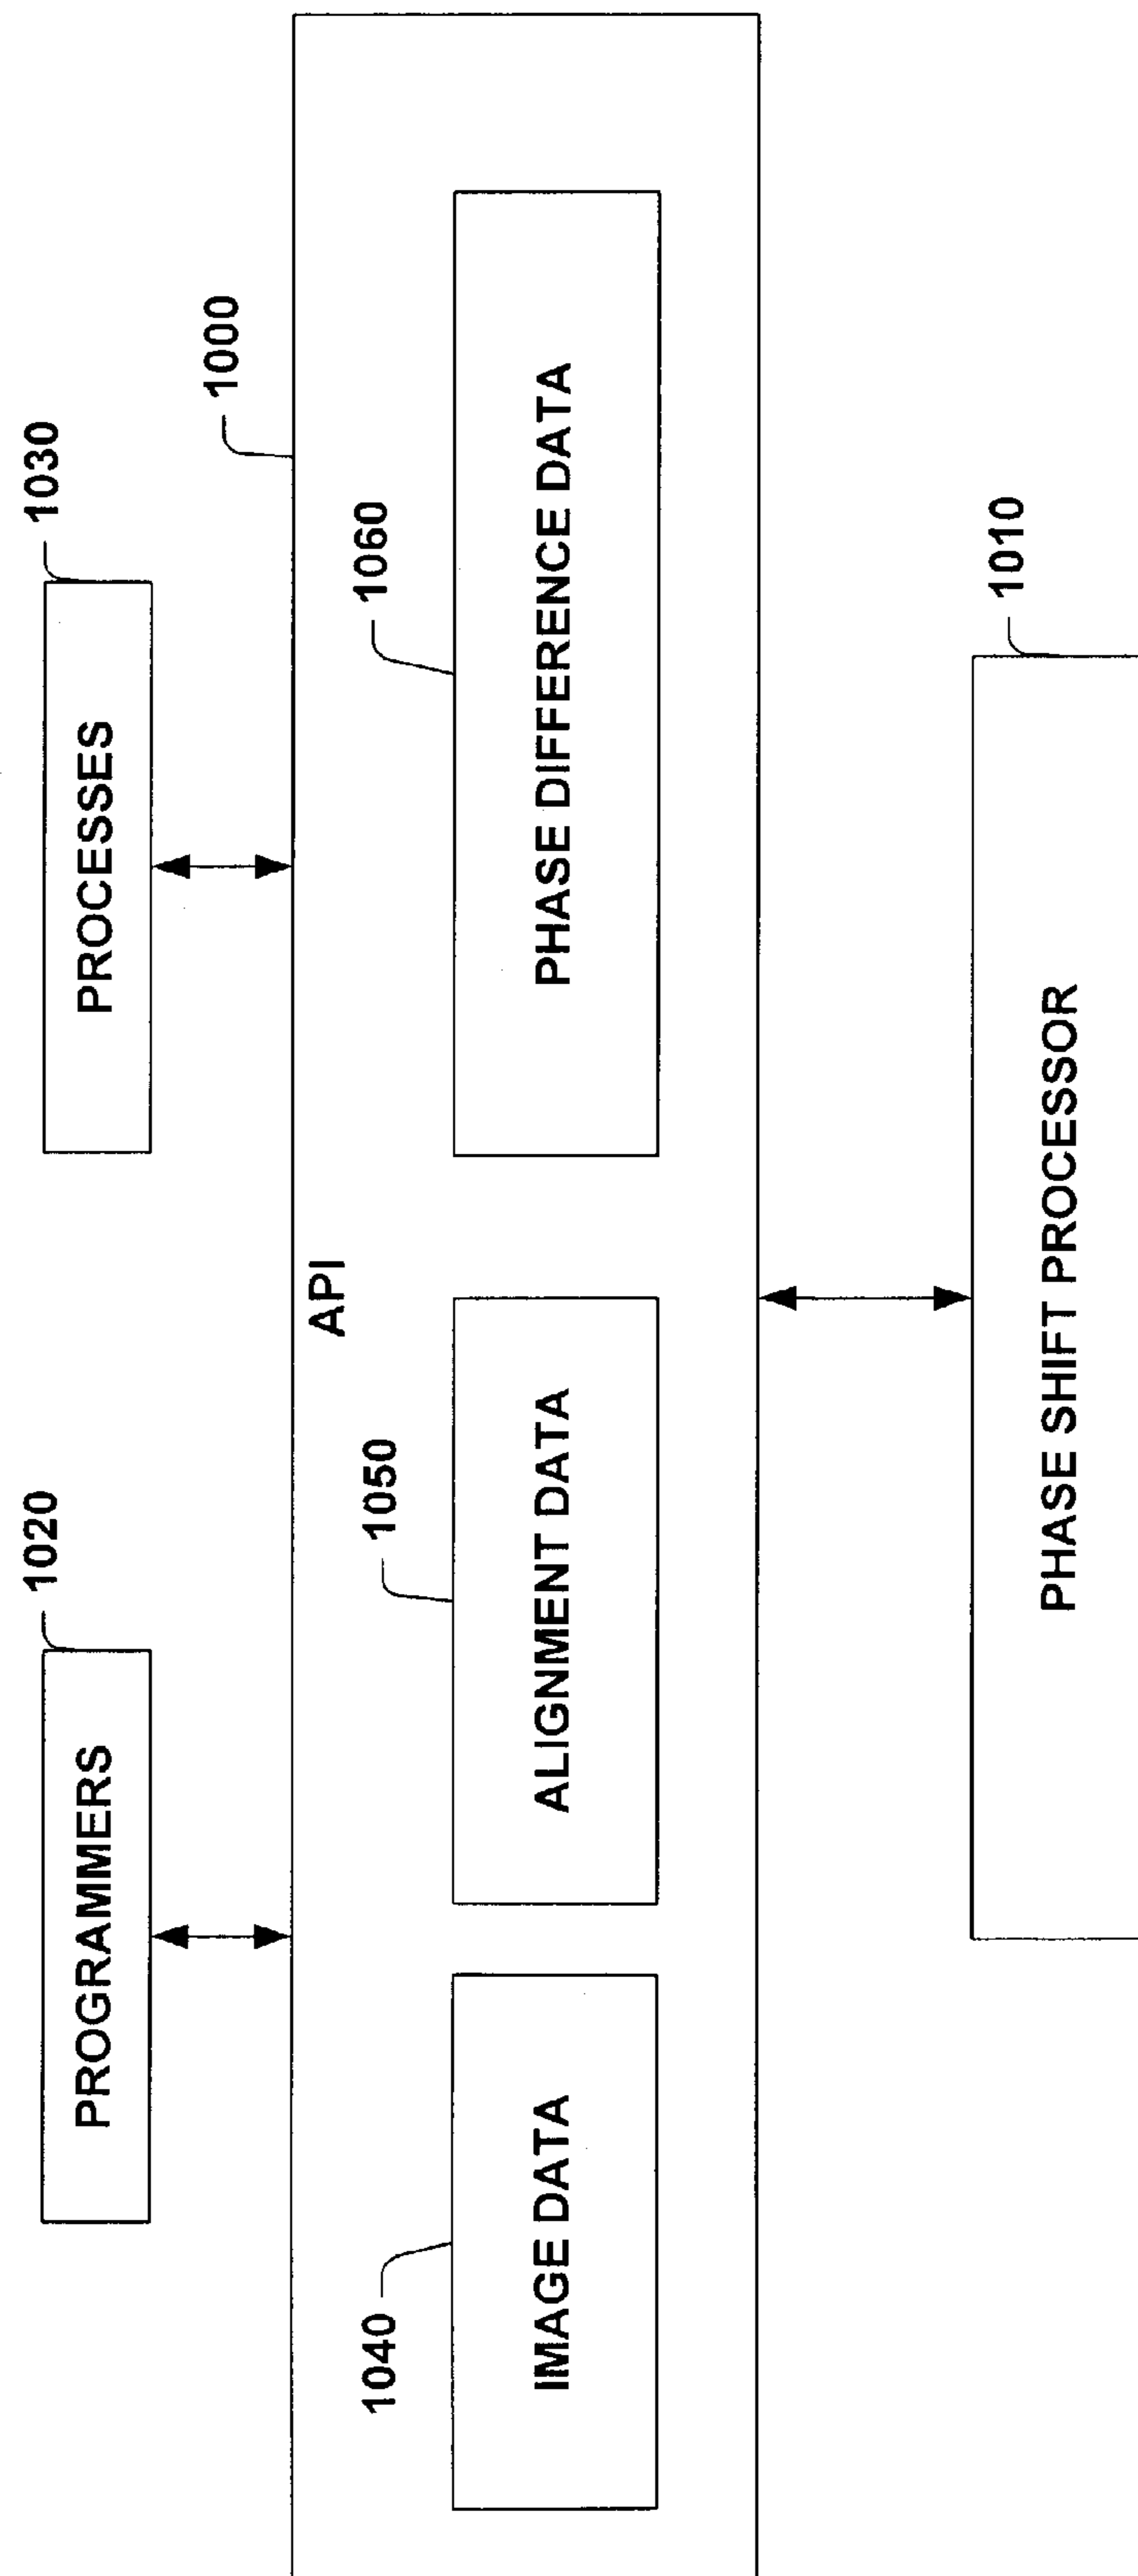 PROGRAMMERS
1020
PROCESSES
1030
1000
API
1040
IMAGE DATA
1050
ALIGNMENT DATA
1060
PHASE DIFFERENCE DATA
1010
PHASE SHIFT PROCESSOR